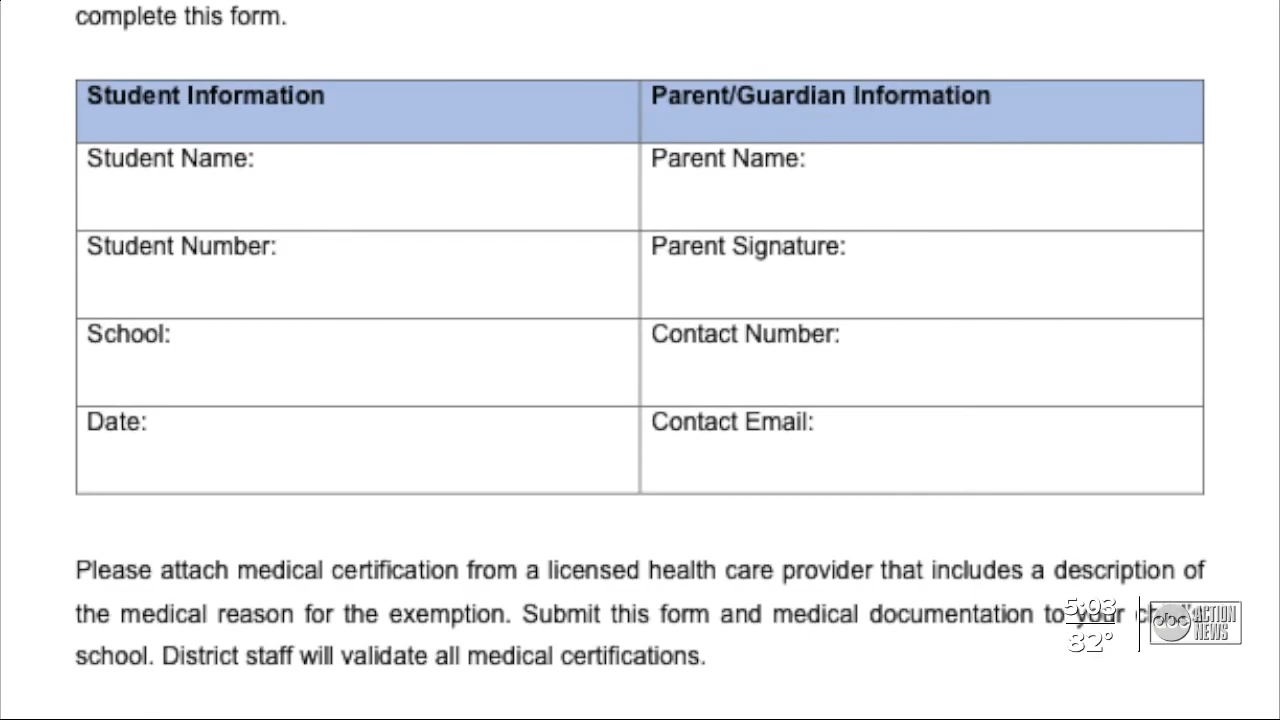 complete this form.
Student Information
Parent/Guardian Information
Student Name:
Parent Name:
Student Number:
Parent Signature:
School:
Contact Number:
Date:
Contact Email:
Please attach medical certification from a licensed health care provider that includes a description of
the medical reason for the exemption. Submit this form and medical documentation to your
school. District staff will validate all medical certifications.
5:03
82°
abc ACTION
NEWS